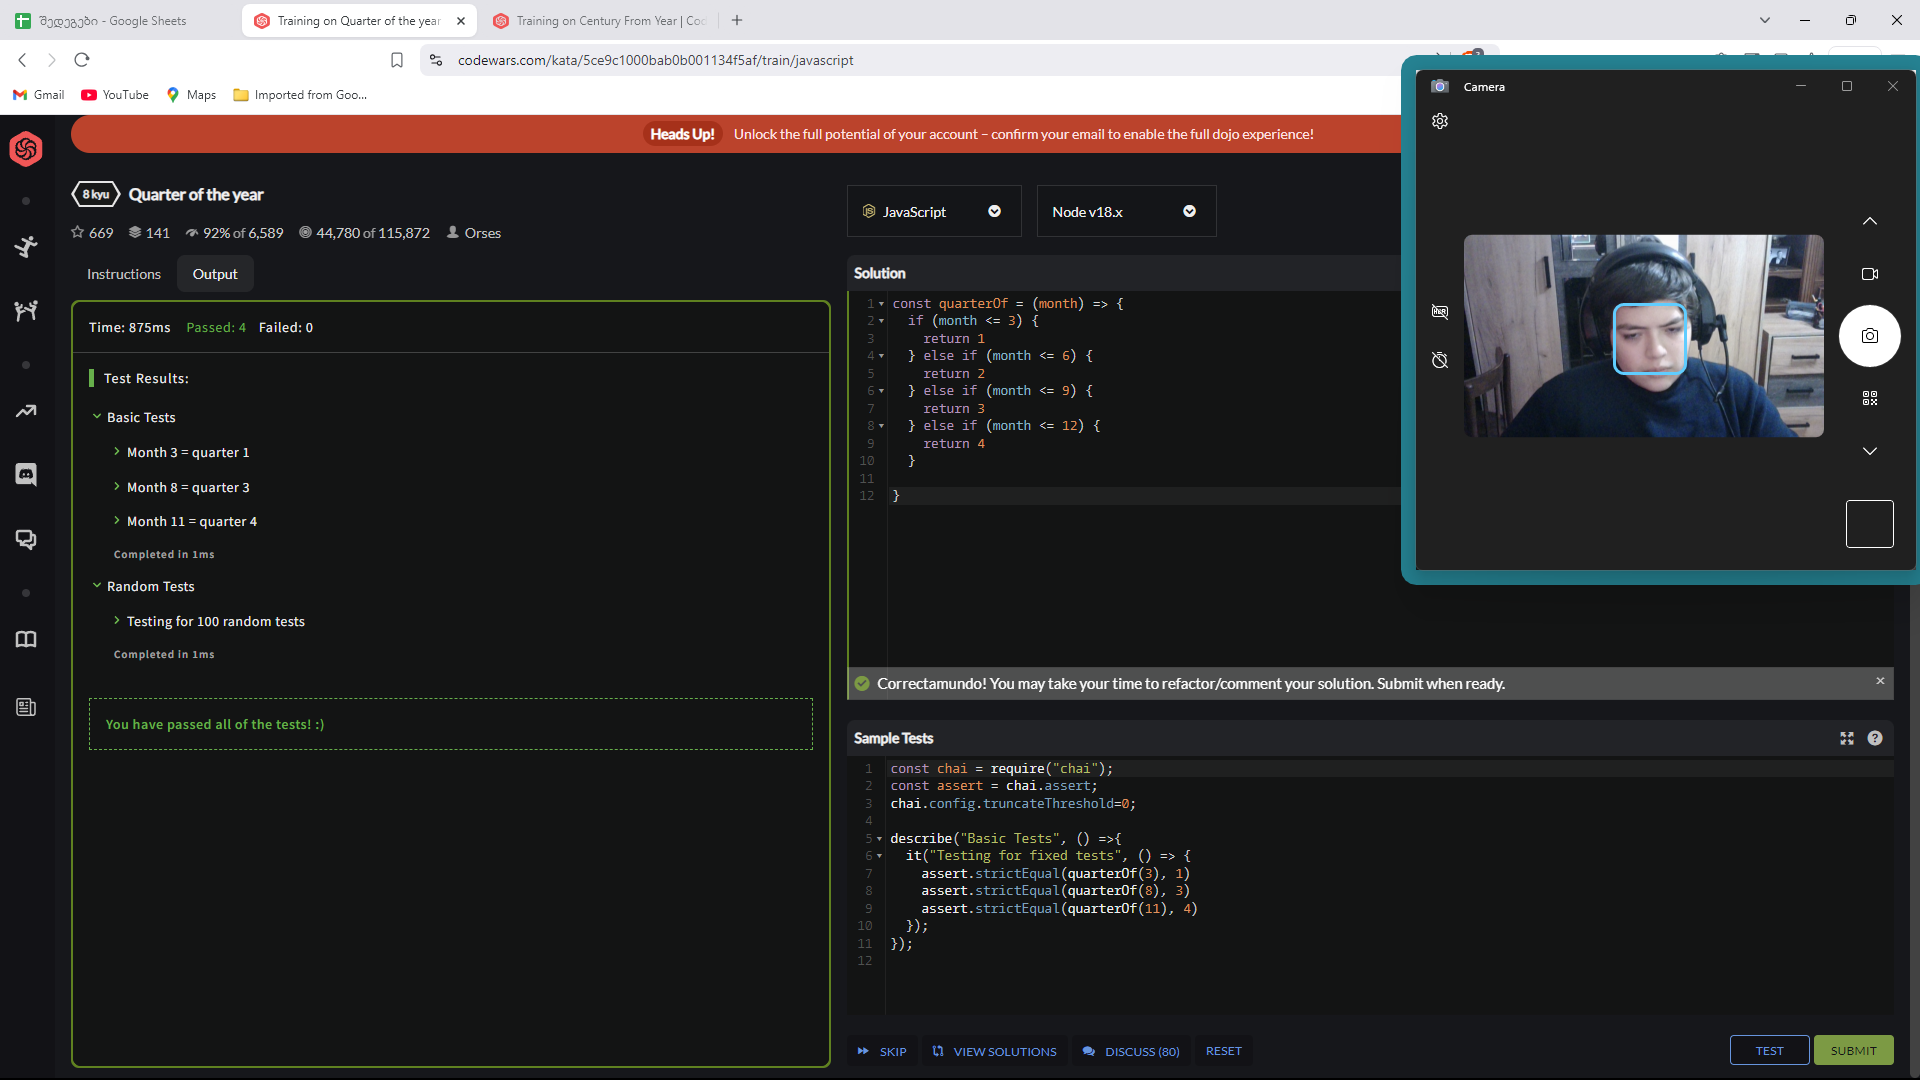 შედეგები - Google Sheets
Training on Quarter of the year
Training on Century From Year | Cod
codewars.com/kata/5ce9c1000bab0b001134f5af/train/javascript
Gmail
YouTube
Maps
Imported from Goo...
Heads Up! Unlock the full potential of your account – confirm your email to enable the full dojo experience!
Camera
8 kyu Quarter of the year
669 141 92% of 6,589 44,780 of 115,872 Orses
Instructions
Output
JavaScript
Node v18.x
Time: 875ms Passed: 4 Failed: 0
Test Results:
Basic Tests
Month 3 = quarter 1
Month 8 = quarter 3
Month 11 = quarter 4
Completed in 1ms
Random Tests
Testing for 100 random tests
Completed in 1ms
You have passed all of the tests! :)
Solution
1 const quarterOf = (month) => {
2 if (month <= 3) {
3 return 1
4 } else if (month <= 6) {
5 return 2
6 } else if (month <= 9) {
7 return 3
8 } else if (month <= 12) {
9 return 4
10 }
11
12 }
Correctamundo! You may take your time to refactor/comment your solution. Submit when ready.
Sample Tests
1 const chai = require("chai");
2 const assert = chai.assert;
3 chai.config.truncateThreshold=0;
4
5 describe("Basic Tests", () =>{
6 it("Testing for fixed tests", () => {
7 assert.strictEqual(quarterOf(3), 1)
8 assert.strictEqual(quarterOf(8), 3)
9 assert.strictEqual(quarterOf(11), 4)
10 });
11 });
12
SKIP
VIEW SOLUTIONS
DISCUSS (80)
RESET
TEST
SUBMIT